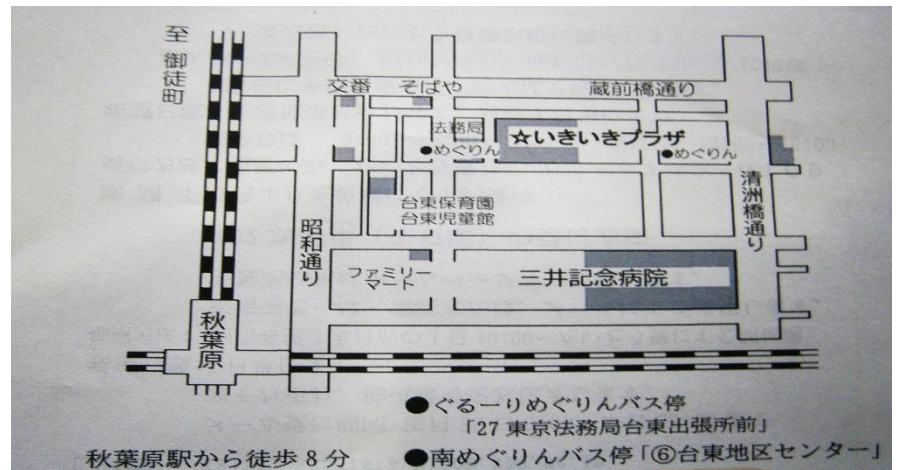 至 御徒町
交番
そばや
蔵前橋通り
法務局
●めぐりん
☆いきいきプラザ
●めぐりん
清洲橋通り
昭和通り
台東保育園
台東児童館
ファミリー
マート
三井記念病院
秋葉原
●ぐるーりめぐりんバス停
「27 東京法務局台東出張所前」
秋葉原駅から徒歩 8 分
●南めぐりんバス停「⑥台東地区センター」